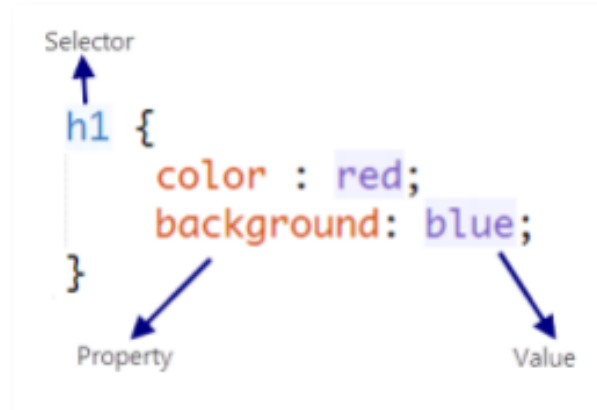 Selector
h1 {
color : red;
background: blue;
}
Property Value